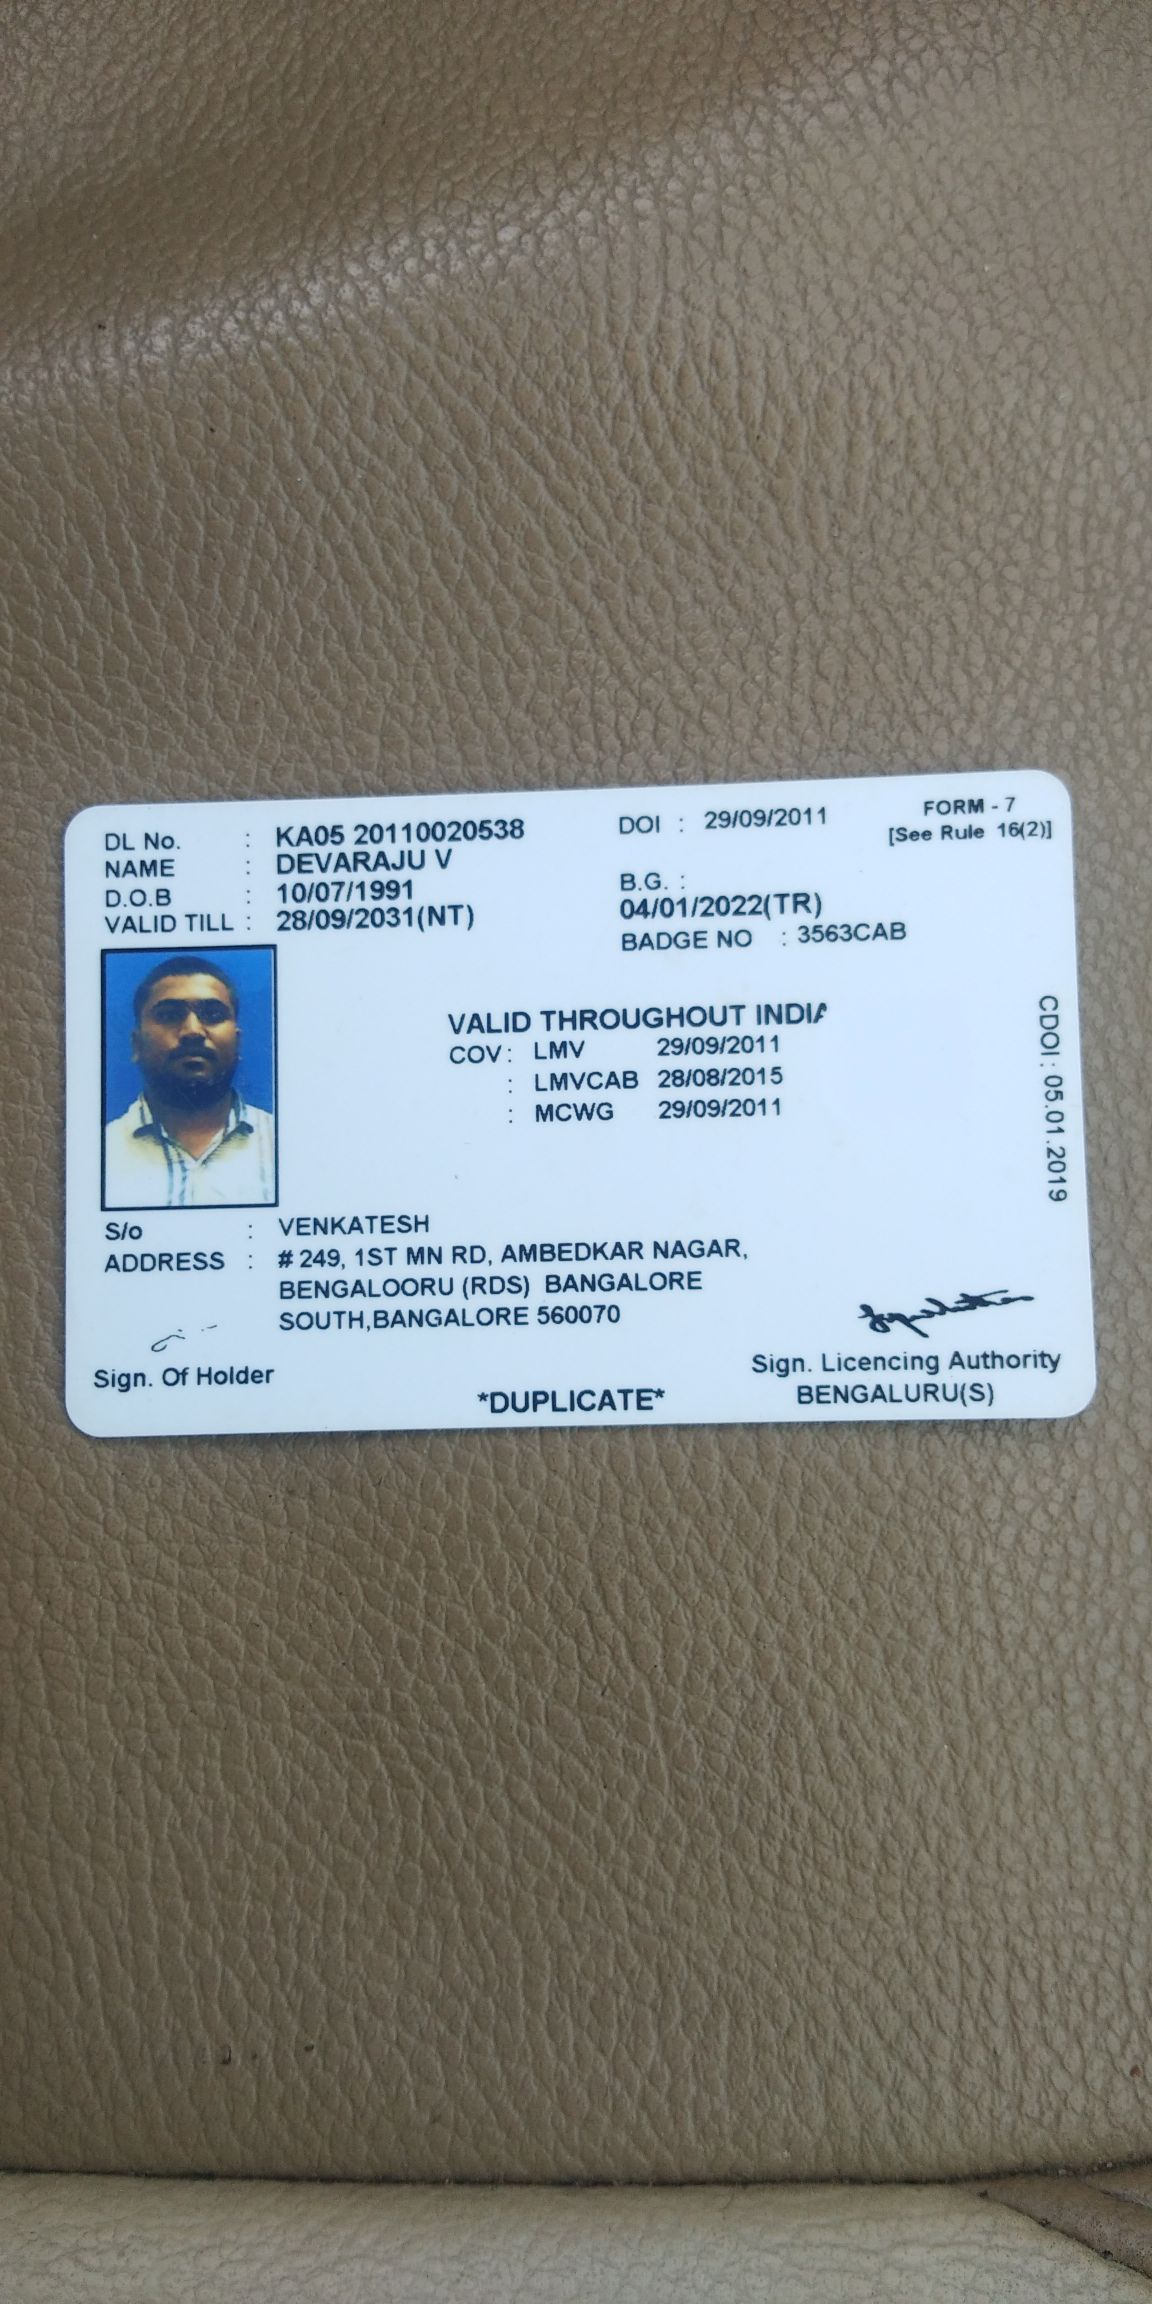 FORM - 7
[See Rule 16(2)]
DL No. : KA05 20110020538 DOI : 29/09/2011
NAME : DEVARAJU V
D.O.B : 10/07/1991 B.G. :
VALID TILL : 28/09/2031(NT) 04/01/2022(TR)
BADGE NO : 3563CAB
VALID THROUGHOUT INDIA
COV : LMV 29/09/2011
: LMVCAB 28/08/2015
: MCWG 29/09/2011
CDOI: 05.01.2019
S/o : VENKATESH
ADDRESS : # 249, 1ST MN RD, AMBEDKAR NAGAR,
BENGALOORU (RDS) BANGALORE
SOUTH,BANGALORE 560070
Sign. Of Holder
Sign. Licencing Authority
*DUPLICATE* BENGALURU(S)